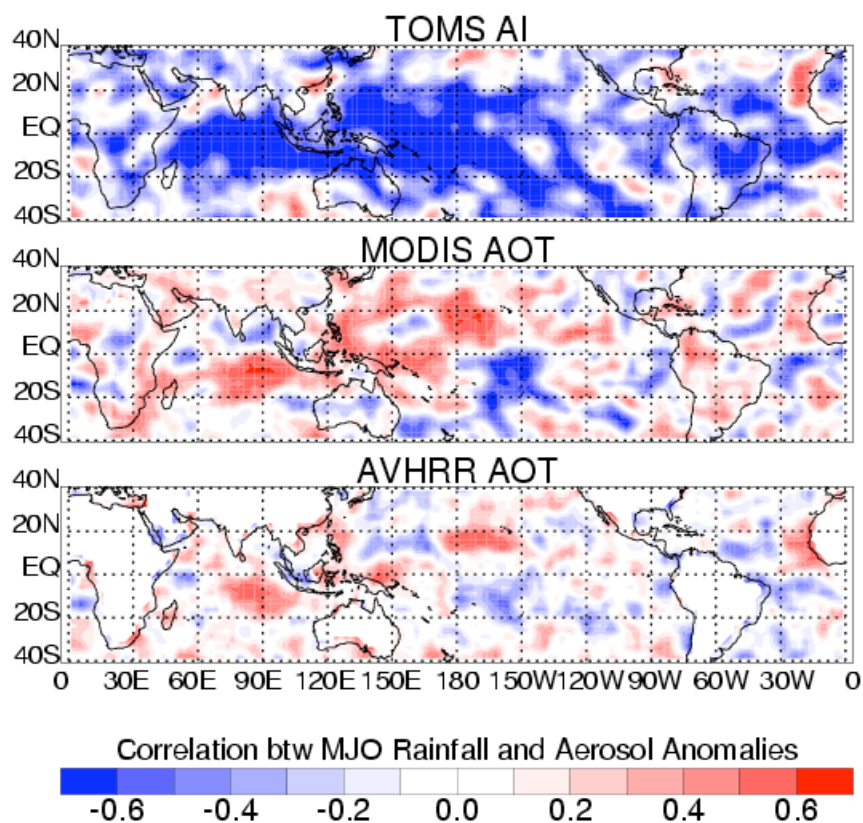 TOMS AI
40N
20N
EQ
20S
40S
MODIS AOT
40N
20N
EQ
20S
40S
AVHRR AOT
40N
20N
EQ
20S
40S
0 30E 60E 90E 120E 150E 180 150W 120W 90W 60W 30W 0
Correlation btw MJO Rainfall and Aerosol Anomalies
-0.6 -0.4 -0.2 0.0 0.2 0.4 0.6